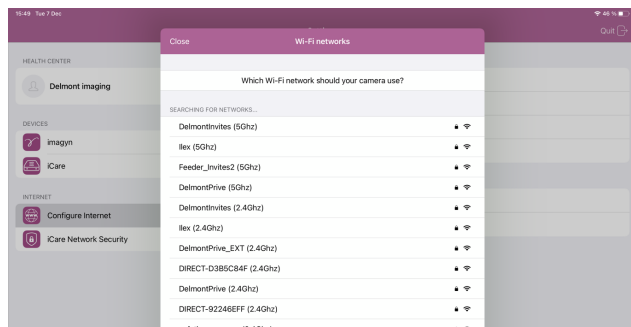 15:49 Tue 7 Dec
46 %
Quit
Close
Wi-Fi networks
HEALTH CENTER
Delmont imaging
DEVICES
imagyn
iCare
INTERNET
www
Configure Internet
iCare Network Security
Which Wi-Fi network should your camera use?
SEARCHING FOR NETWORKS...
DelmontInvites (5Ghz)
Ilex (5Ghz)
Feeder_Invites2 (5Ghz)
DelmontPrive (5Ghz)
DelmontInvites (2.4Ghz)
Ilex (2.4Ghz)
DelmontPrive_EXT (2.4Ghz)
DIRECT-D3B5C84F (2.4Ghz)
DelmontPrive (2.4Ghz)
DIRECT-92246EFF (2.4Ghz)